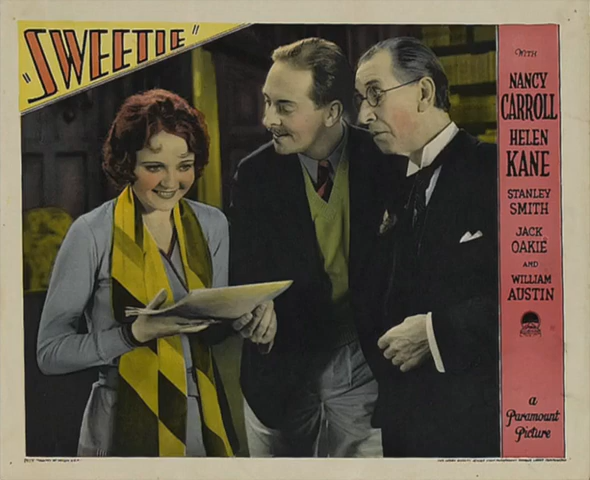 "SWEETIE"
WITH
NANCY
CARROLL
HELEN
KANE
STANLEY
SMITH
JACK
OAKIE
AND
WILLIAM
AUSTIN
a
Paramount
Picture